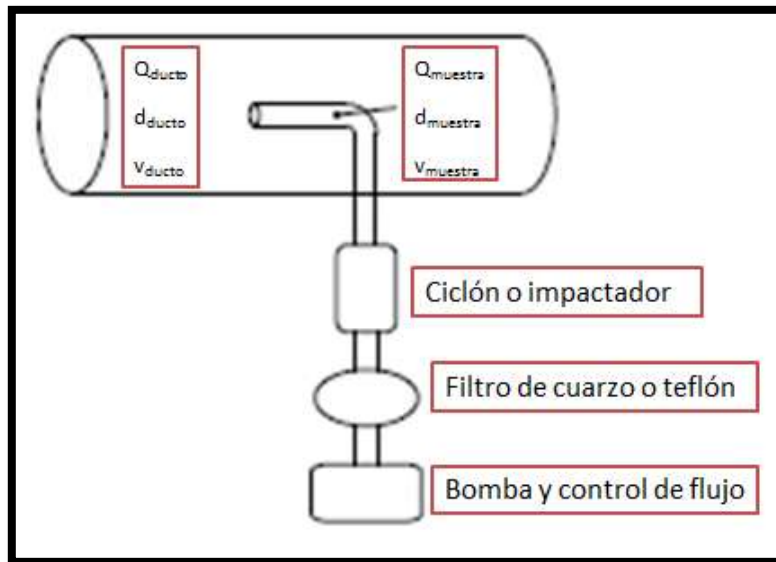 Qducto
dducto
vducto
Qmuestra
dmuestra
vmuestra
Ciclón o impactador
Filtro de cuarzo o teflón
Bomba y control de flujo